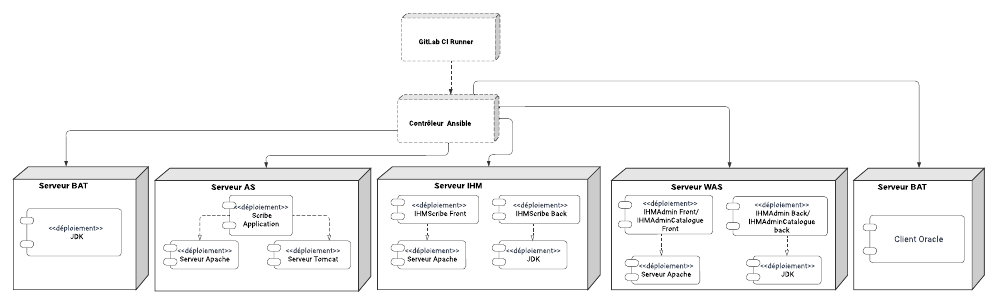 GitLab CI Runner
Contrôleur Ansible
Serveur BAT
<<déploiement>>
JDK
Serveur AS
<<déploiement>>
Scribe
Application
<<déploiement>>
Serveur Apache
<<déploiement>>
Serveur Tomcat
Serveur IHM
<<déploiement>>
IHMScribe Front
<<déploiement>>
IHMScribe Back
<<déploiement>>
Serveur Apache
<<déploiement>>
JDK
Serveur WAS
<<déploiement>>
IHMAdmin Front/
IHMAdminCatalogue
Front
<<déploiement>>
IHMAdmin Back/
IHMAdminCatalogue
back
<<déploiement>>
Serveur Apache
<<déploiement>>
JDK
Serveur BAT
Client Oracle